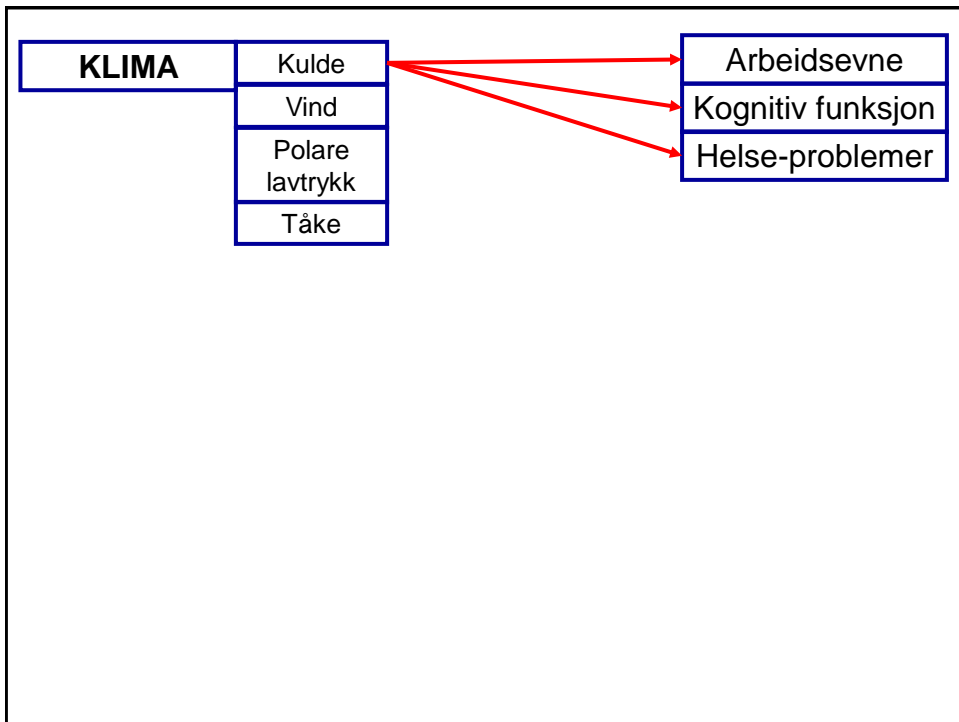 KLIMA
Kulde
Vind
Polare
lavtrykk
Tåke
Arbeidsevne
Kognitiv funksjon
Helse-problemer